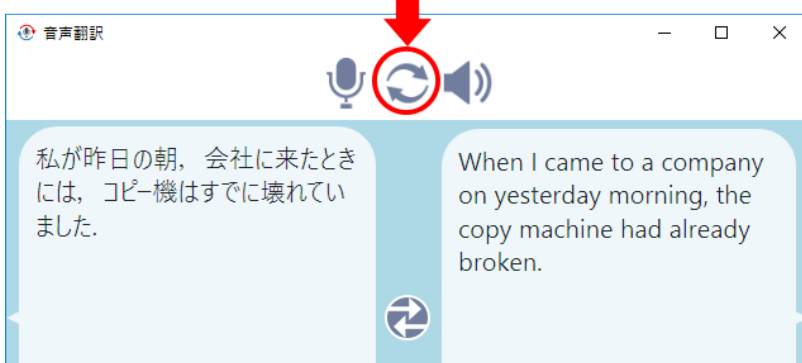 音声翻訳
私が昨日の朝, 会社に来たとき
には, コピー機はすでに壊れてい
ました.
When I came to a company
on yesterday morning, the
copy machine had already
broken.